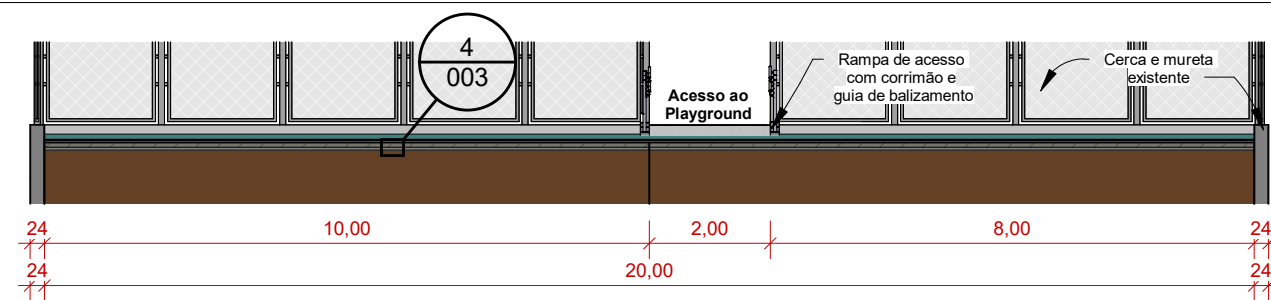 4
003
Acesso ao
Playground
Rampa de acesso
com corrimão e
guia de balizamento
Cerca e mureta
existente
24
10,00
2,00
8,00
24
24
20,00
24